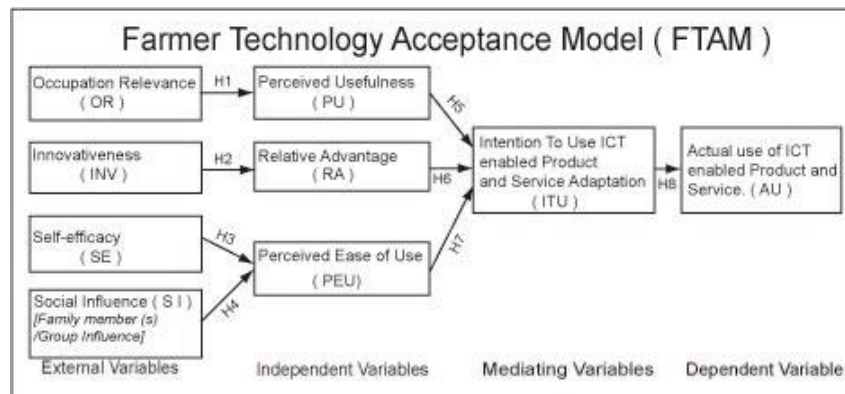 Farmer Technology Acceptance Model ( FTAM )
Occupation Relevance
( OR )
H1
Perceived Usefulness
( PU )
H5
Innovativeness
( INV )
H2
Relative Advantage
( RA )
H6
Intention To Use ICT
enabled Product
and Service Adaptation
( ITU )
H8
Actual use of ICT
enabled Product and
Service. ( AU )
Self-efficacy
( SE )
H3
Perceived Ease of Use
( PEU)
H7
Social Influence ( S I )
[Family member (s)
/Group Influence]
H4
External Variables
Independent Variables
Mediating Variables
Dependent Variable